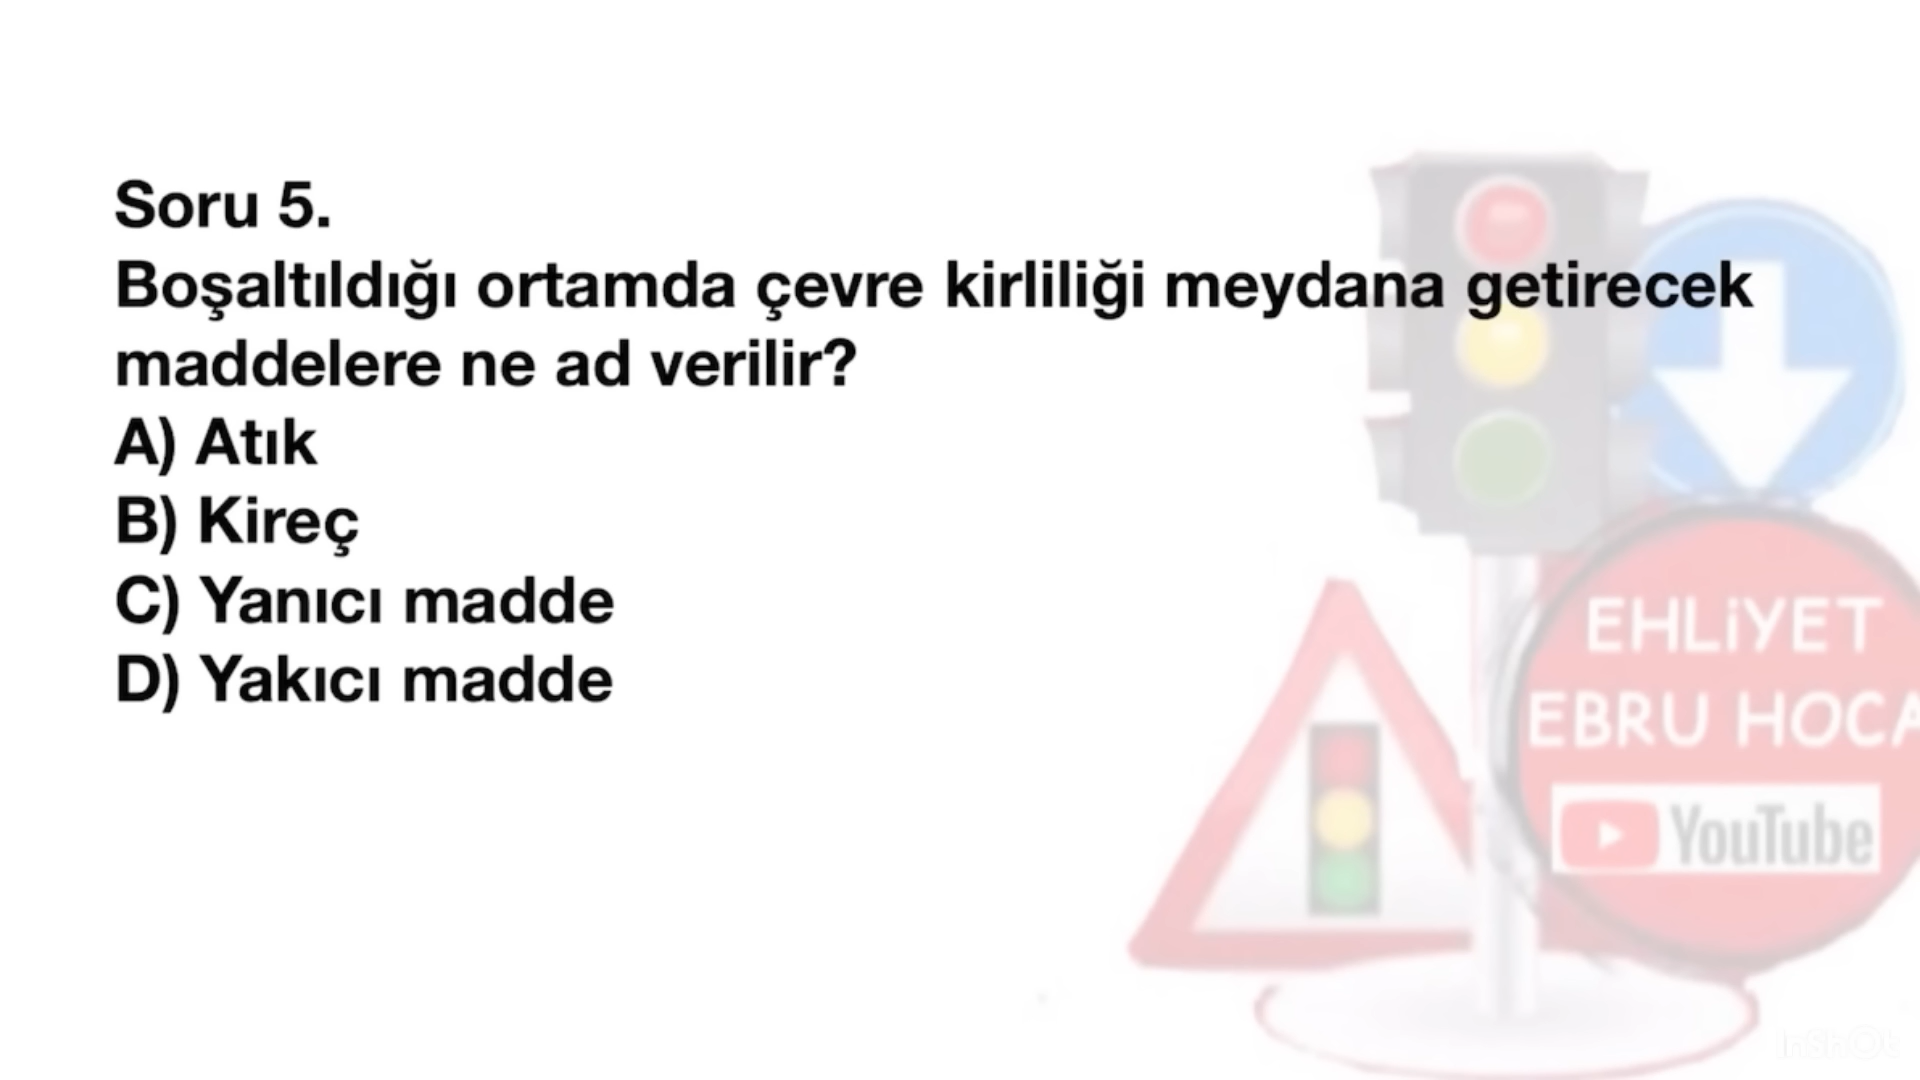 Soru 5.
Boşaltıldığı ortamda çevre kirliliği meydana getirecek
maddelere ne ad verilir?
A) Atık
B) Kireç
C) Yanıcı madde
D) Yakıcı madde
EHLİYET
EBRU HOCA
YouTube
InShOt